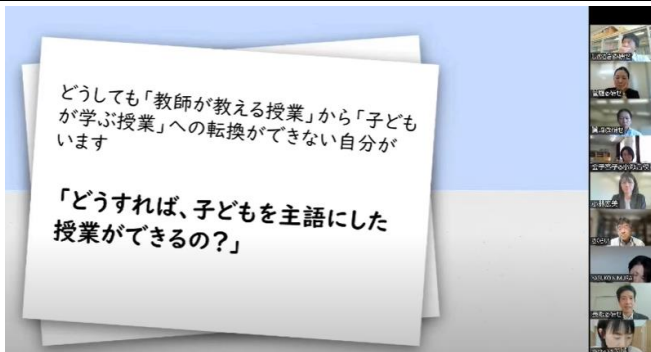 どうしても「教師が教える授業」から「子ども
が学ぶ授業」への転換ができない自分が
います
「どうすれば、子どもを主語にした
授業ができるの？」